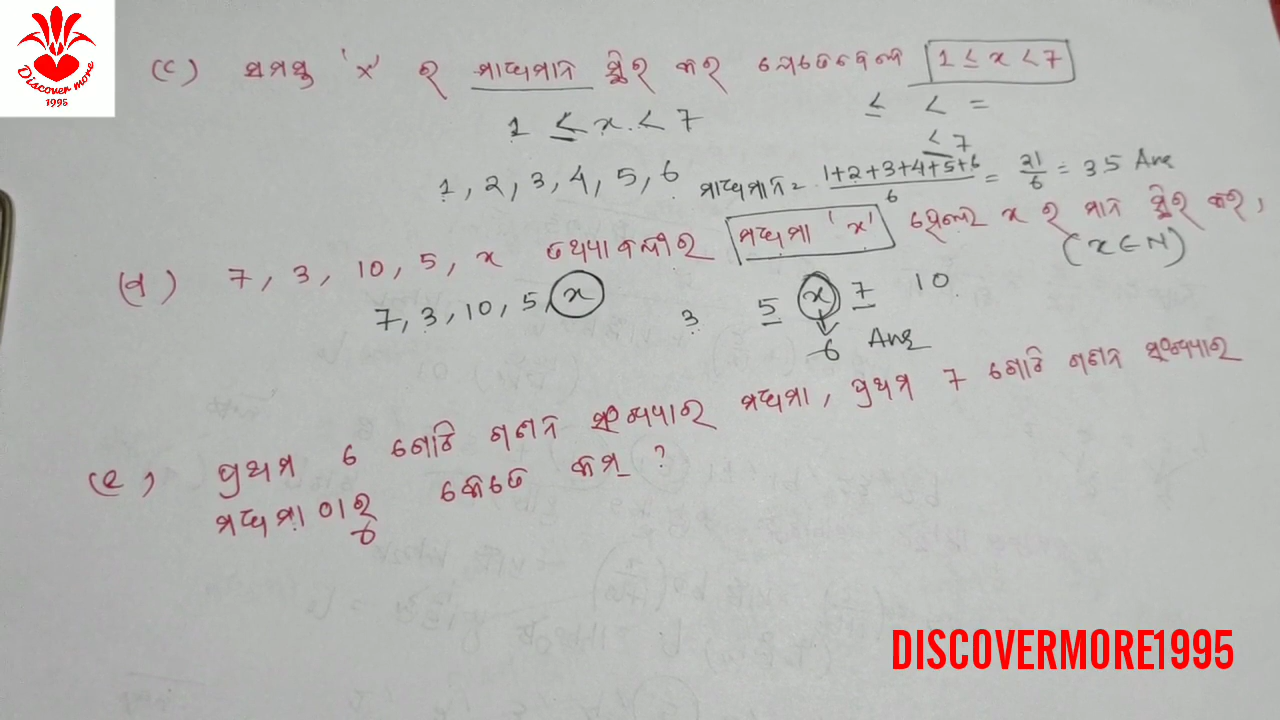 Discover more
1995
(c) ସମସ୍ତ 'x' ର ମାଧ୍ୟମାନ ସ୍ଥିର କର ଯେତେବେଳେ 1 ≤ x < 7
1 ≤ x < 7 ≤ < =
< 7
1, 2, 3, 4, 5, 6 ମାଧ୍ୟମାନ = 1+2+3+4+5+6 / 6 = 21/6 = 3.5 Ans
(d) 7, 3, 10, 5, x ତଥ୍ୟାବଳୀର ମଧ୍ୟମା 'x' ହେଲେ x ର ମାନ ସ୍ଥିର କର,
(x ∈ N)
7, 3, 10, 5, x 3 5 x 7 10
6 Ans
(e) ପ୍ରଥମ 6 ଗୋଟି ଗଣନ ସଂଖ୍ୟାର ମଧ୍ୟମା, ପ୍ରଥମ 7 ଗୋଟି ଗଣନ ସଂଖ୍ୟାର
ମଧ୍ୟମା ଠାରୁ କେତେ କମ୍ ?
6
DISCOVERMORE1995